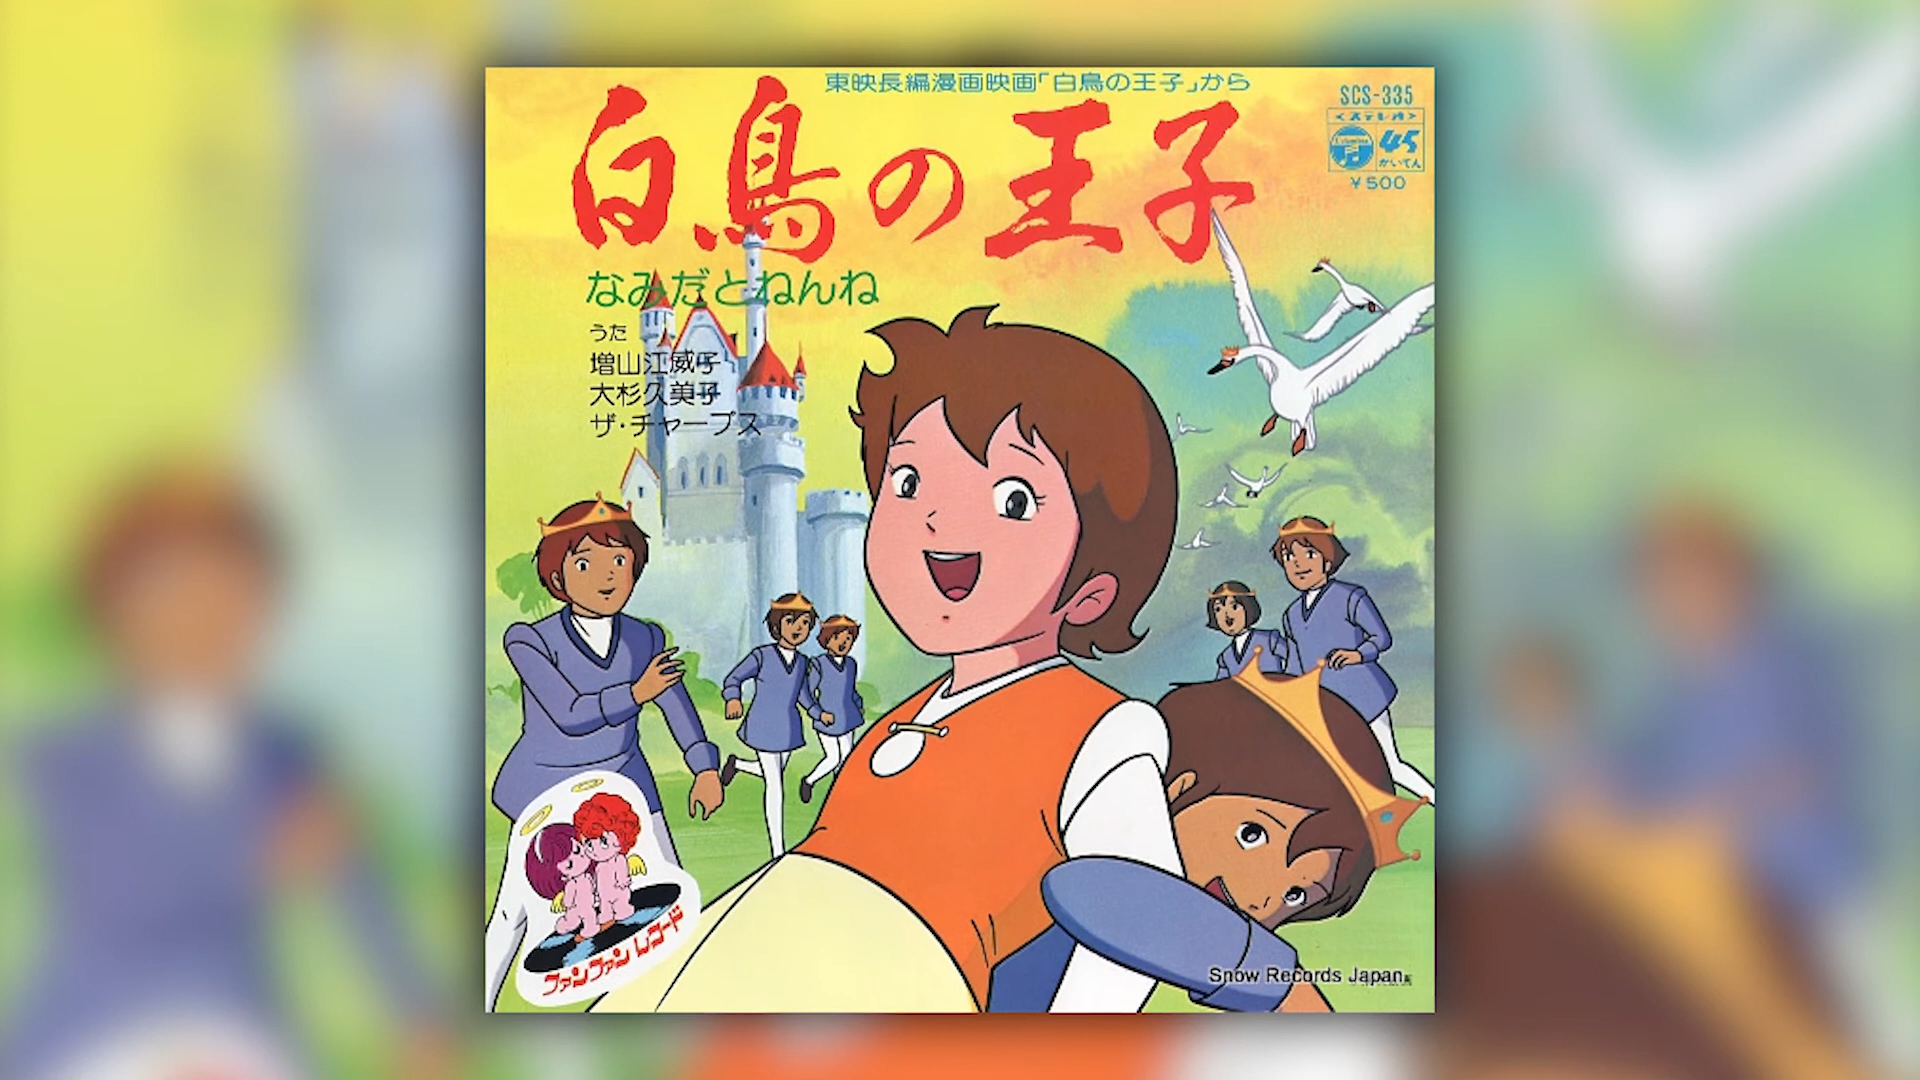 東映長編漫画映画「白鳥の王子」から
SCS-335
<ステレオ>
Columbia
45
かいてん
¥500
白鳥の王子
なみだとねんね
うた
増山江威子
大杉久美子
ザ・チャープス
ファンファンレコード
Snow Records Japan